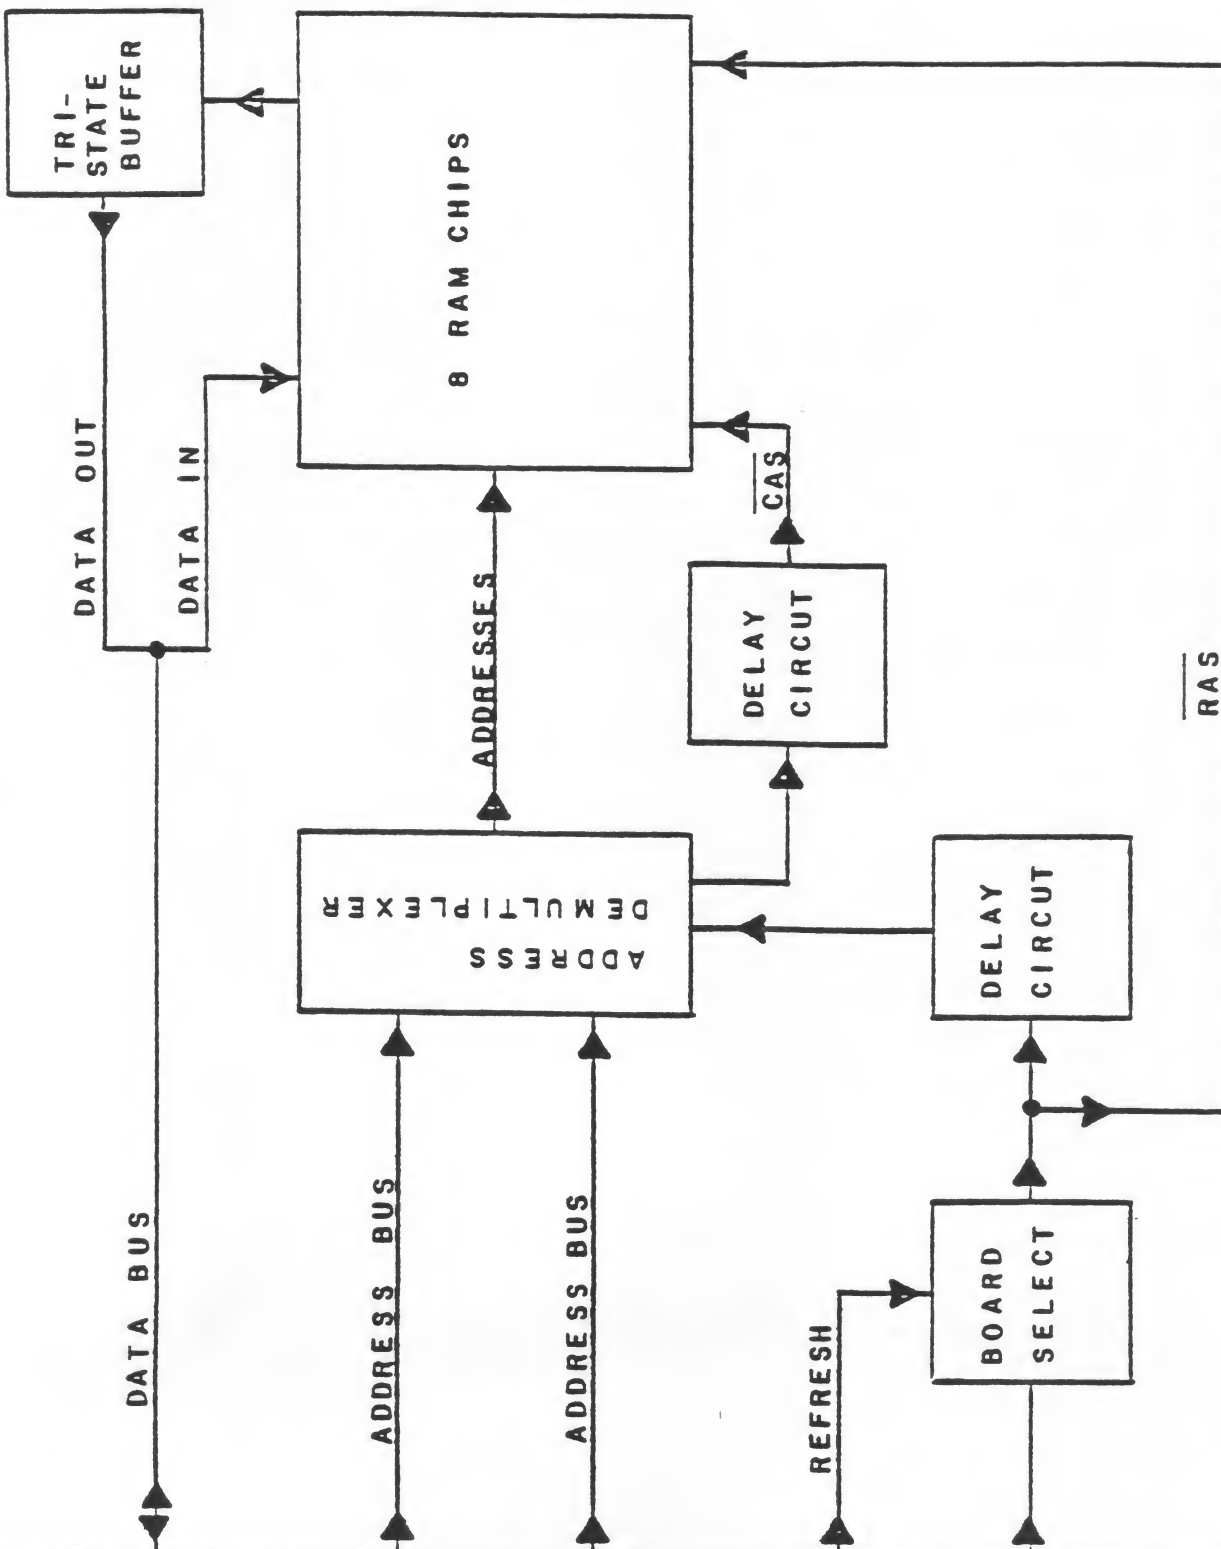 TRI-
STATE
BUFFER
DATA OUT
DATA IN
8 RAM CHIPS
DATA BUS
ADDRESSES
CAS
DELAY
CIRCUT
RAS
ADDRESS
DEMULTIPLEXER
DELAY
CIRCUT
ADDRESS BUS
ADDRESS BUS
REFRESH
BOARD
SELECT